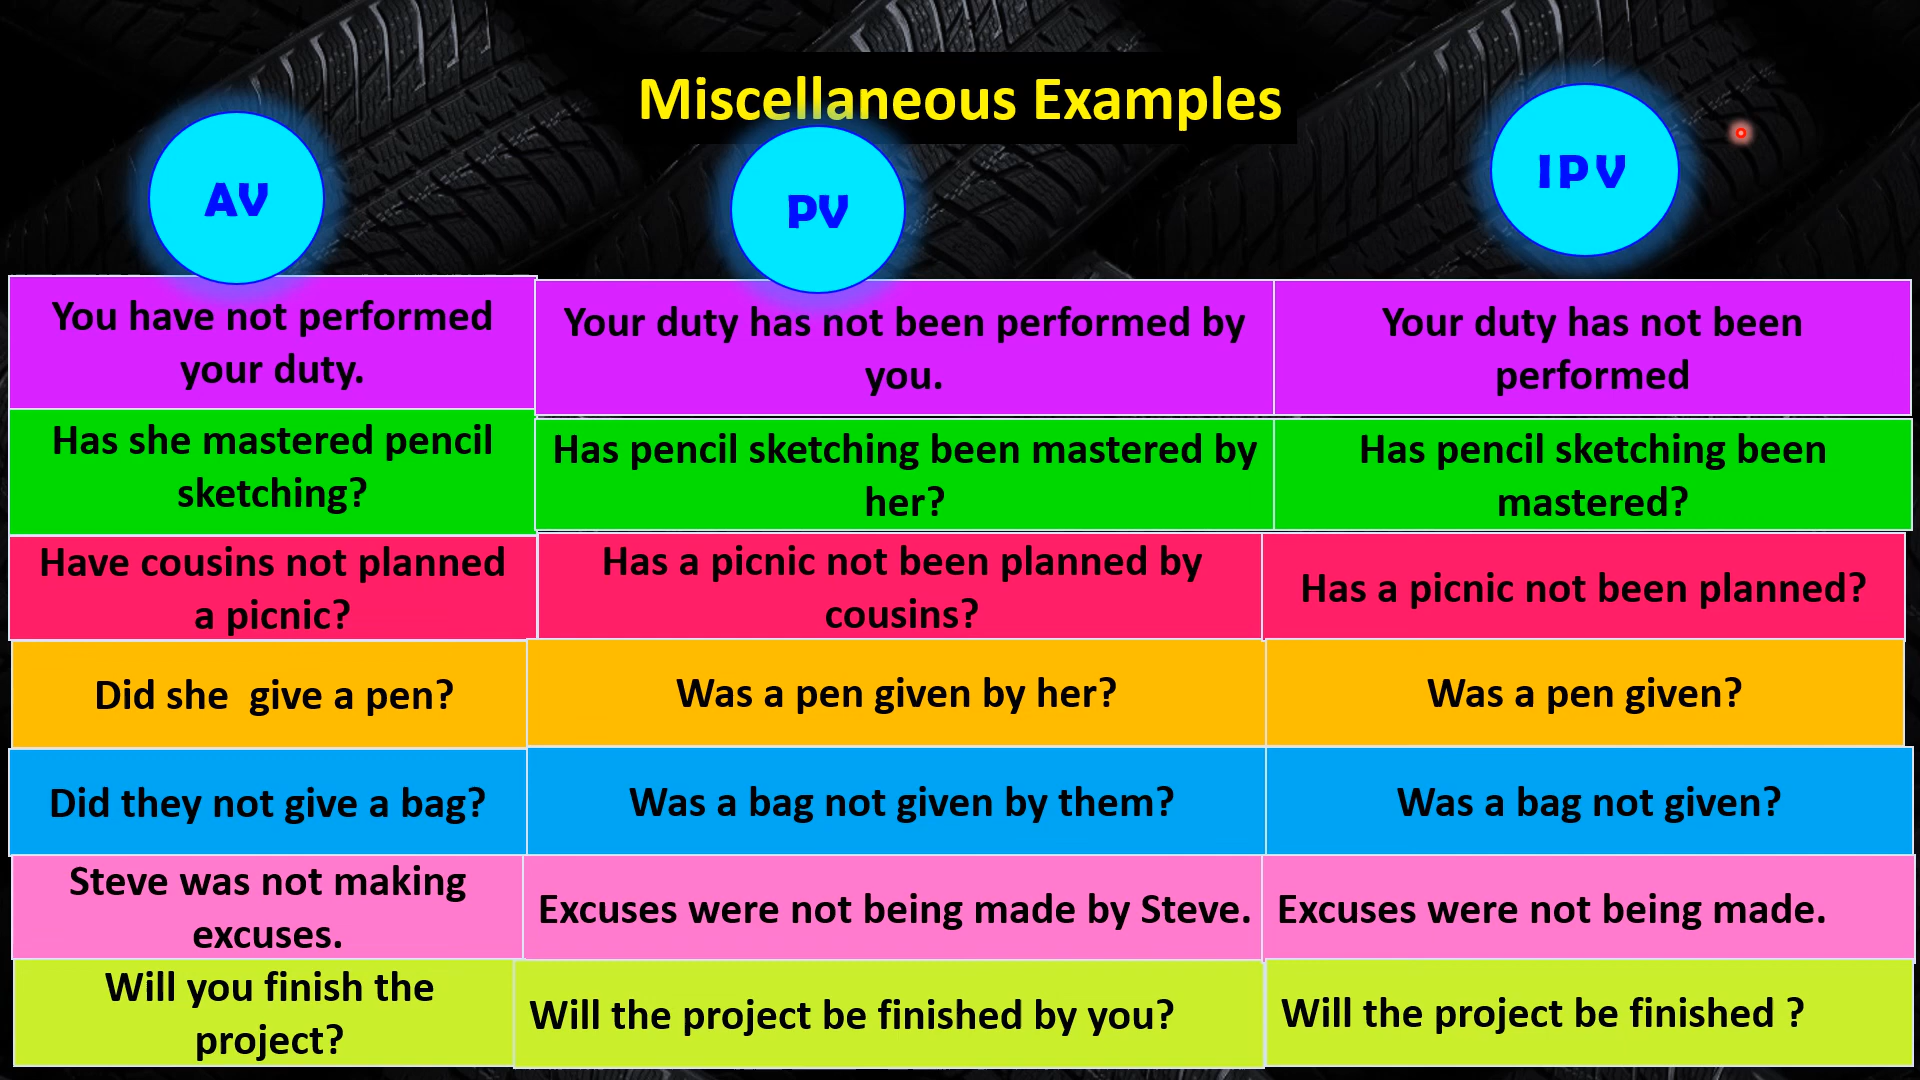 Miscellaneous Examples
AV
PV
IPV
You have not performed
your duty.
Your duty has not been performed by
you.
Your duty has not been
performed
Has she mastered pencil
sketching?
Has pencil sketching been mastered by
her?
Has pencil sketching been
mastered?
Have cousins not planned
a picnic?
Has a picnic not been planned by
cousins?
Has a picnic not been planned?
Did she  give a pen?
Was a pen given by her?
Was a pen given?
Did they not give a bag?
Was a bag not given by them?
Was a bag not given?
Steve was not making
excuses.
Excuses were not being made by Steve.
Excuses were not being made.
Will you finish the
project?
Will the project be finished by you?
Will the project be finished ?